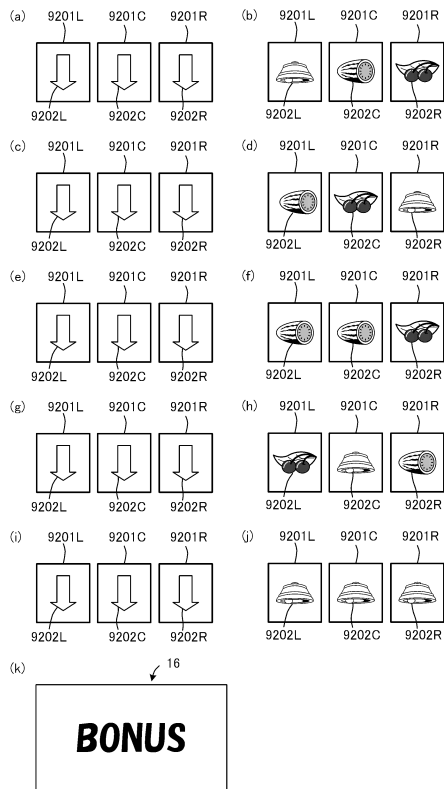 (a) 9201L 9201C 9201R (b) 9201L 9201C 9201R
9202L 9202C 9202R 9202L 9202C 9202R
(c) 9201L 9201C 9201R (d) 9201L 9201C 9201R
9202L 9202C 9202R 9202L 9202C 9202R
(e) 9201L 9201C 9201R (f) 9201L 9201C 9201R
9202L 9202C 9202R 9202L 9202C 9202R
(g) 9201L 9201C 9201R (h) 9201L 9201C 9201R
9202L 9202C 9202R 9202L 9202C 9202R
(i) 9201L 9201C 9201R (j) 9201L 9201C 9201R
9202L 9202C 9202R 9202L 9202C 9202R
(k) 16
BONUS